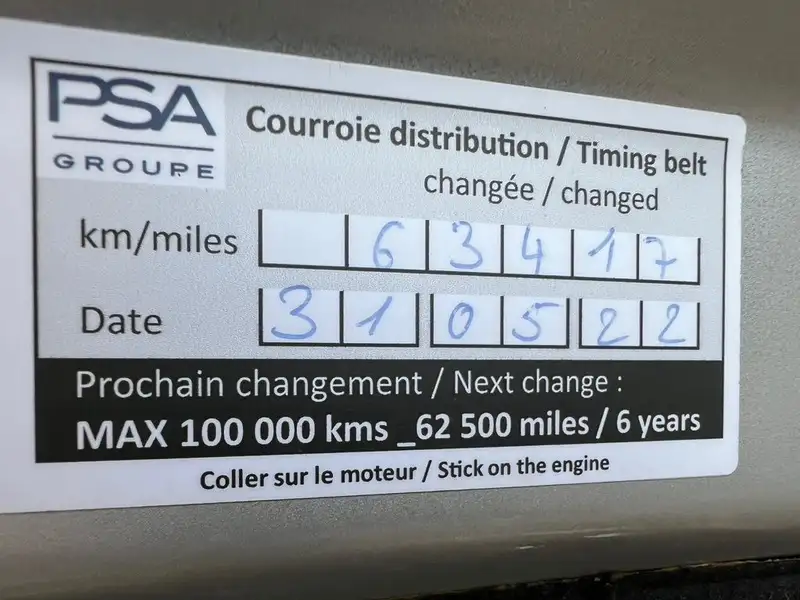 PSA
GROUPE
Courroie distribution / Timing belt
changée / changed
km/miles 6 3 4 1 7
Date 3 1 0 5 2 2
Prochain changement / Next change :
MAX 100 000 kms _62 500 miles / 6 years
Coller sur le moteur / Stick on the engine